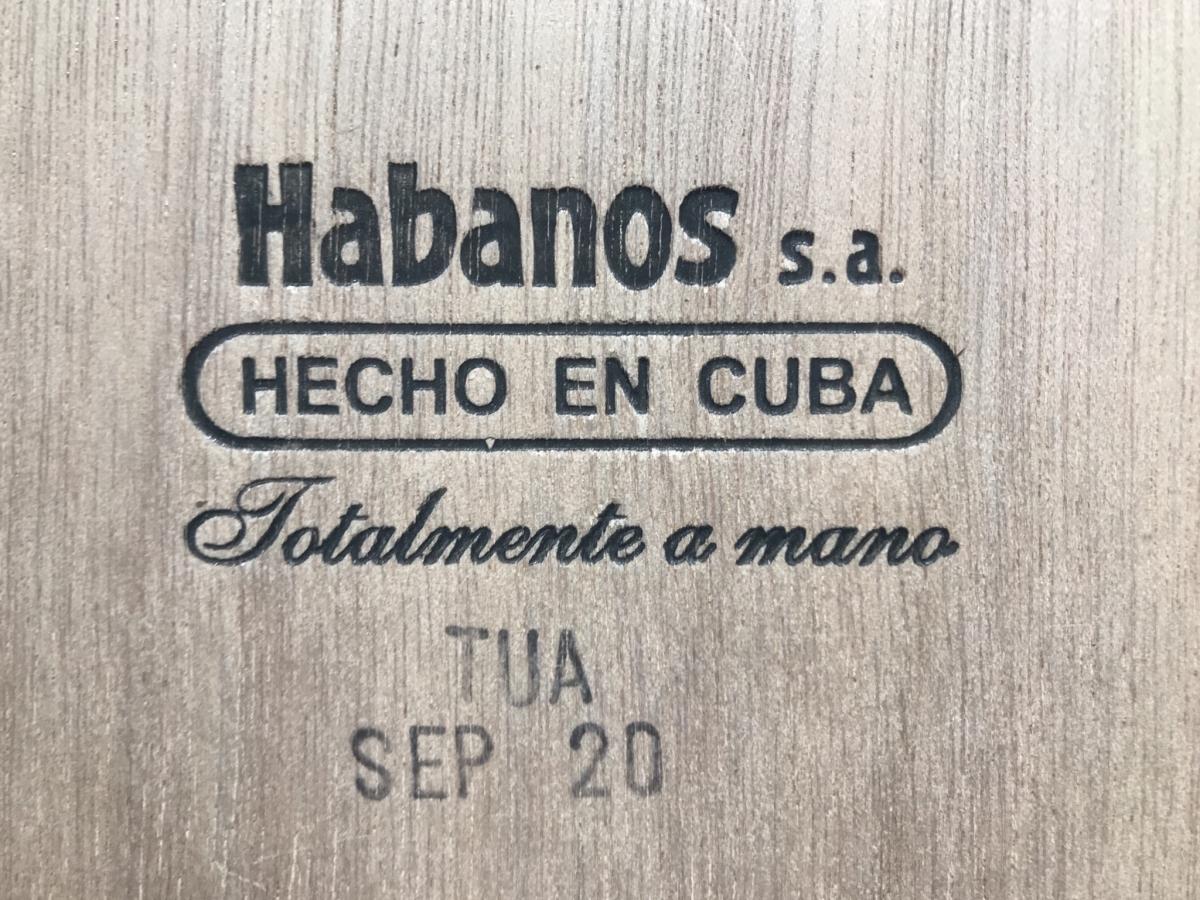 Habanos s.a.
HECHO EN CUBA
Totalmente a mano
TUA
SEP 20